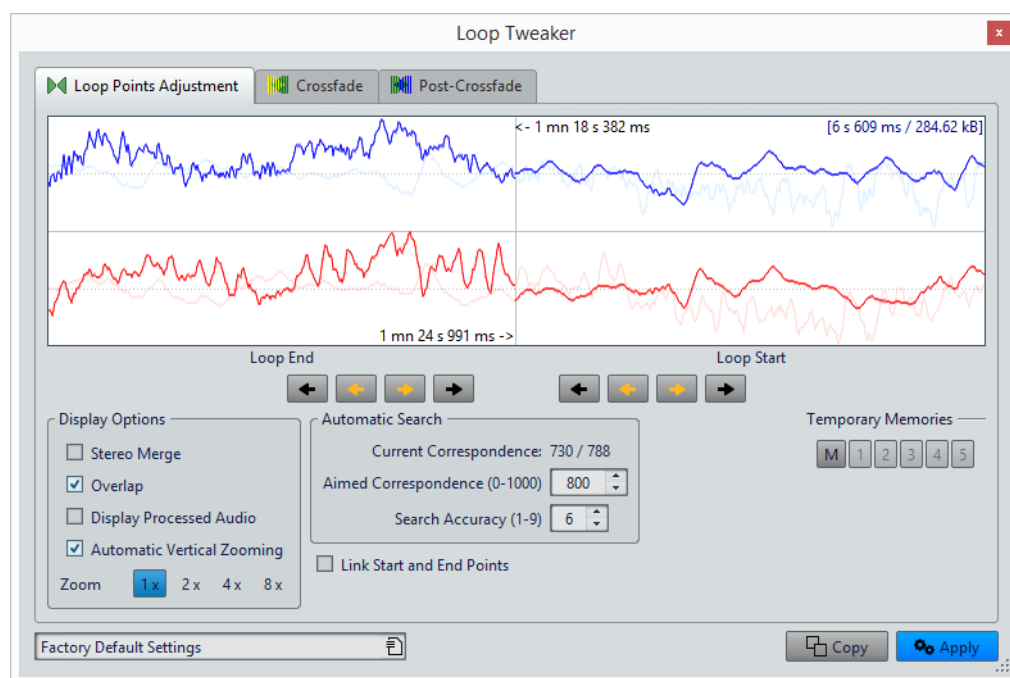 Loop Tweaker
x
Loop Points Adjustment
Crossfade
Post-Crossfade
<- 1 mn 18 s 382 ms
[6 s 609 ms / 284.62 kB]
1 mn 24 s 991 ms ->
Loop End
Loop Start
Display Options
Stereo Merge
Overlap
Display Processed Audio
Automatic Vertical Zooming
Zoom 1 x 2 x 4 x 8 x
Automatic Search
Current Correspondence: 730 / 788
Aimed Correspondence (0-1000) 800
Search Accuracy (1-9) 6
Link Start and End Points
Temporary Memories
M 1 2 3 4 5
Factory Default Settings
Copy
Apply